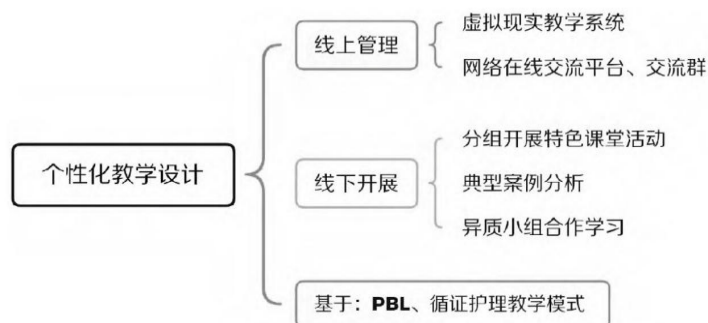 个性化教学设计
线上管理
虚拟现实教学系统
网络在线交流平台、交流群
线下开展
分组开展特色课堂活动
典型案例分析
异质小组合作学习
基于：PBL、循证护理教学模式